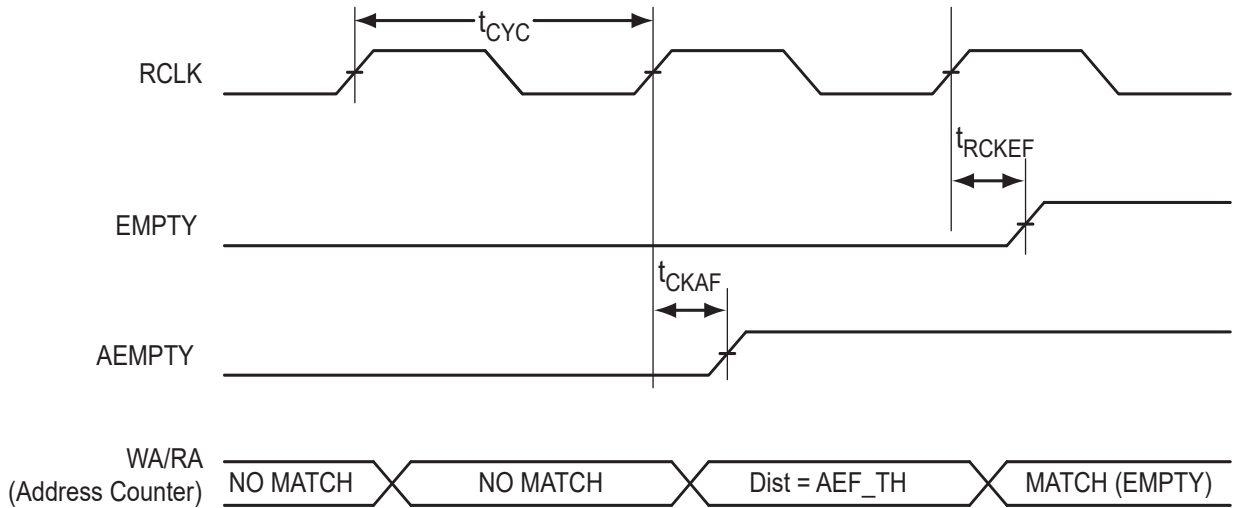 tCYC
RCLK
tRCKEF
EMPTY
tCKAF
AEMPTY
WA/RA
(Address Counter)
NO MATCH
NO MATCH
Dist = AEF_TH
MATCH (EMPTY)